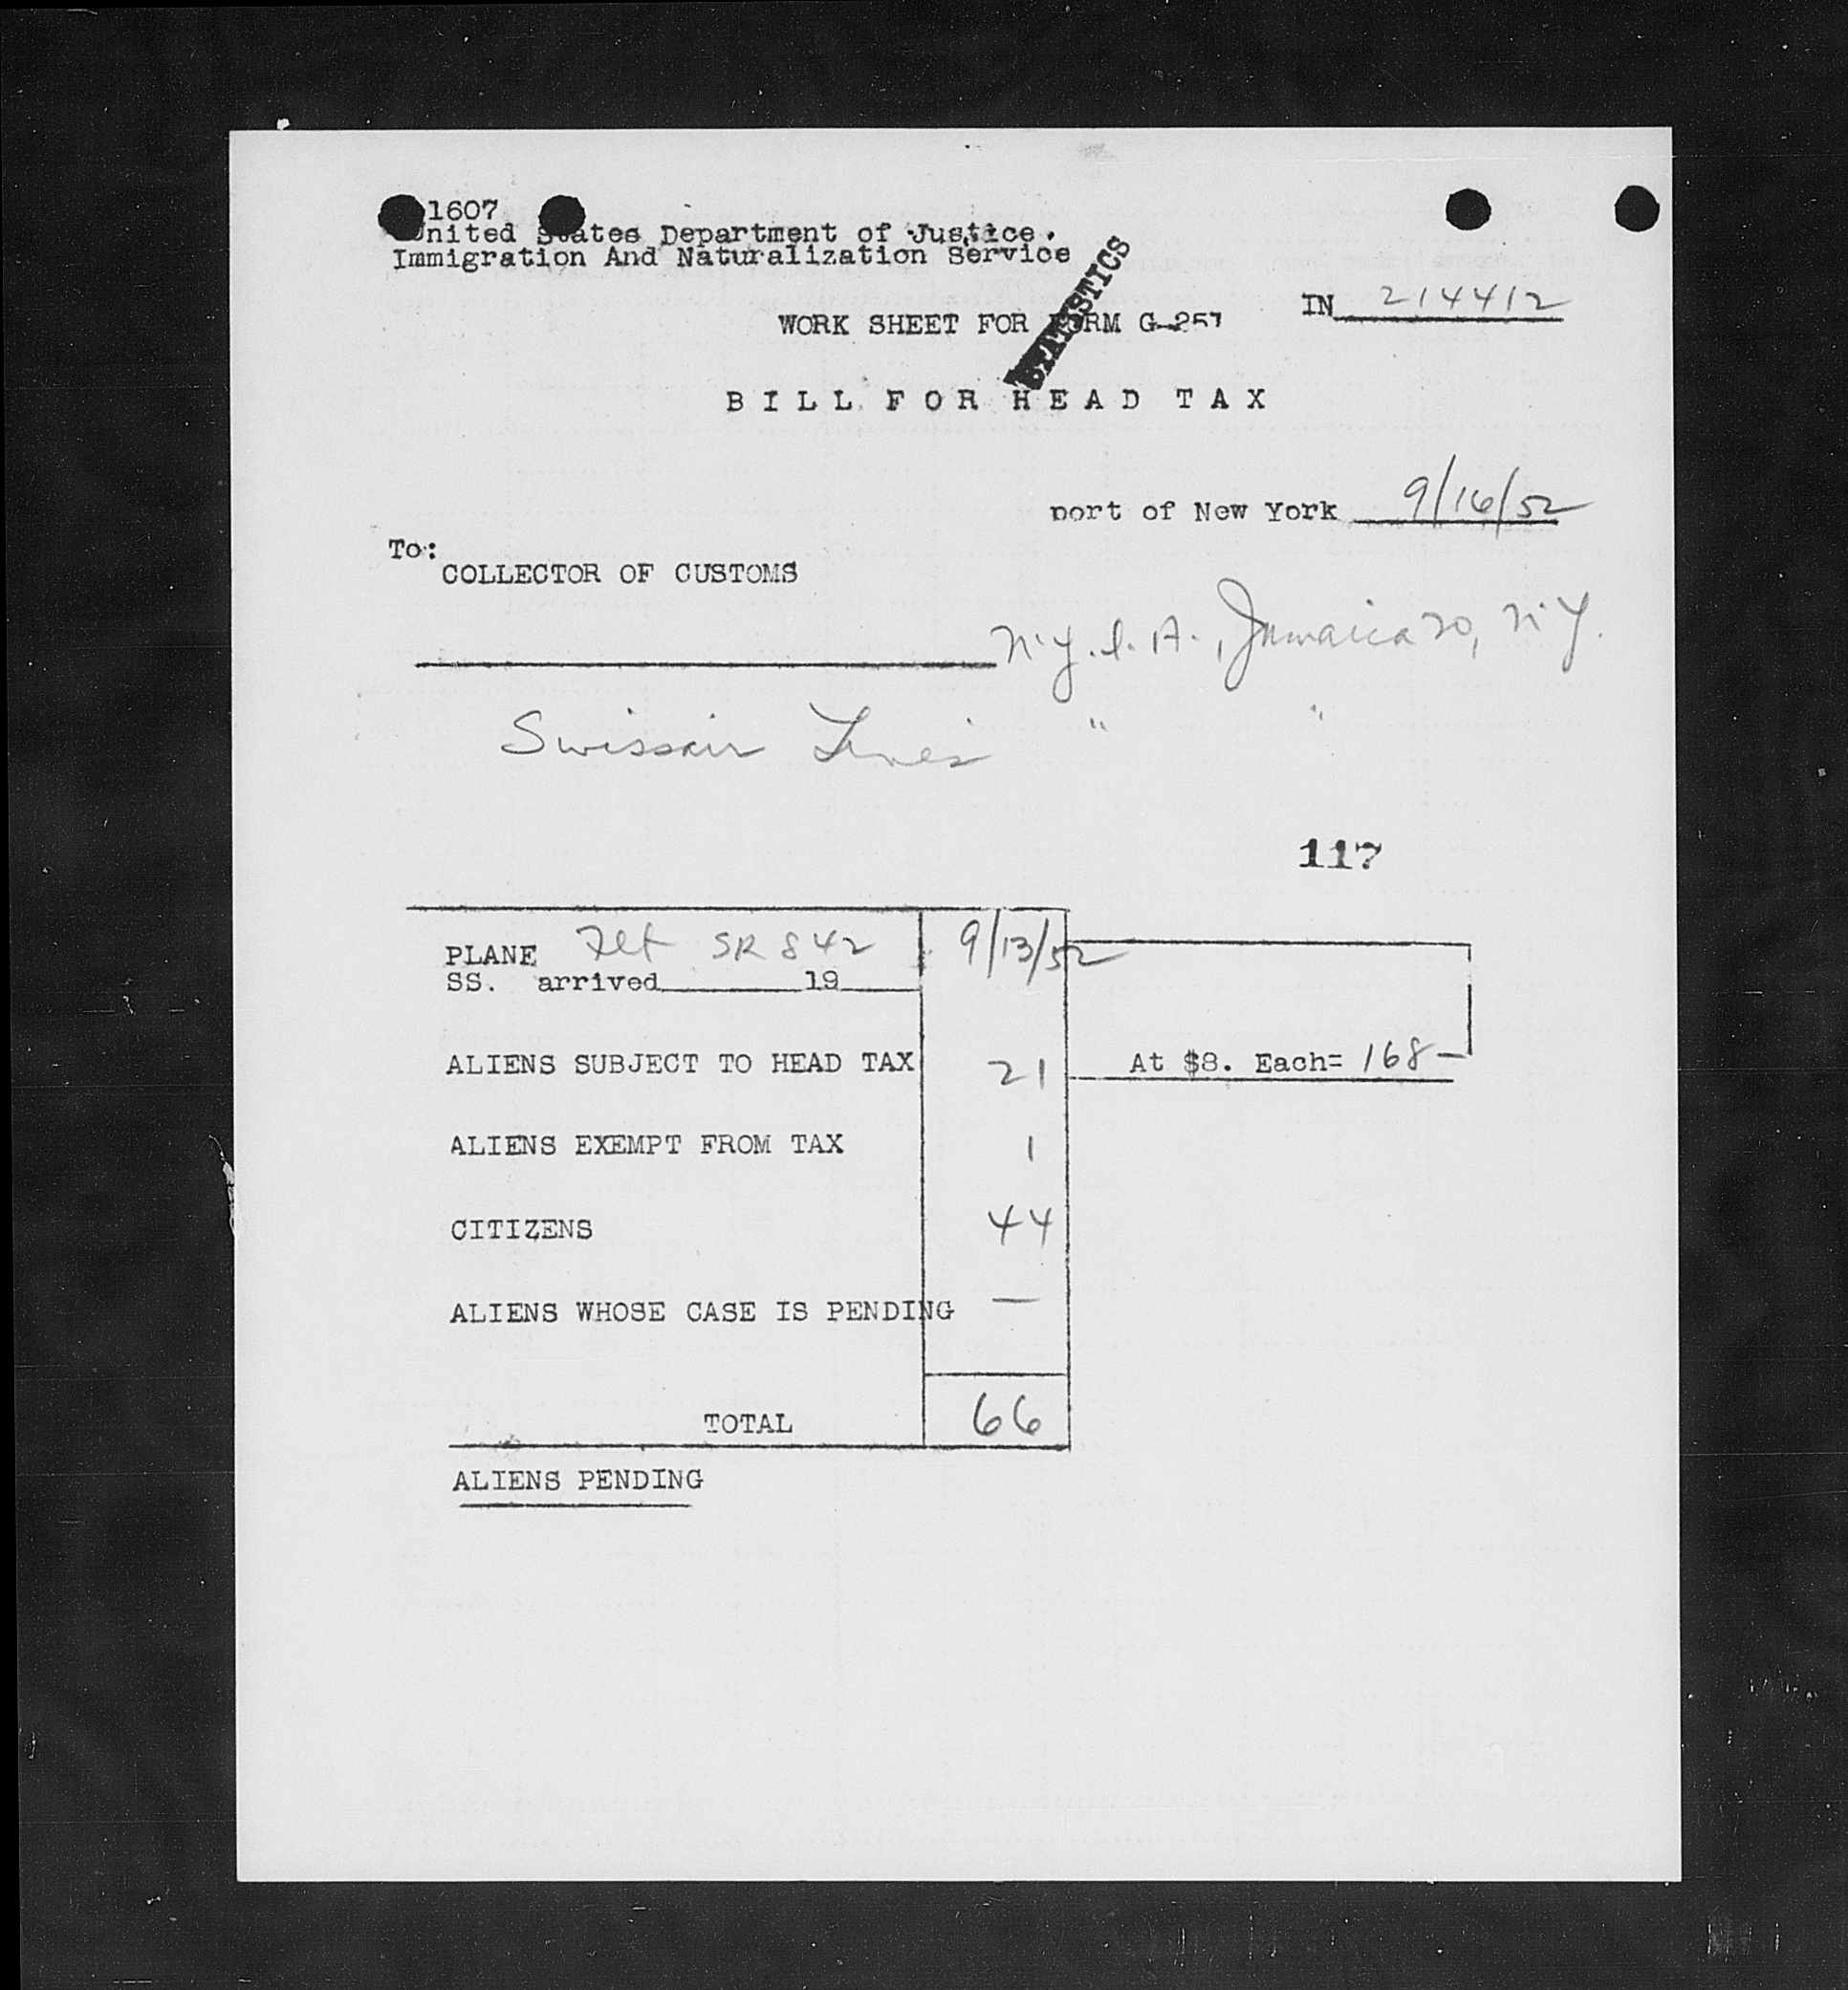 1607
United States Department of Justice.
Immigration And Naturalization Service
STATISTICS
IN 214412
WORK SHEET FOR FORM G-257
BILL FOR HEAD TAX
port of New York 9/16/52
To:
COLLECTOR OF CUSTOMS
N.Y.I.A., Jamaica 30, N.Y.
Swissair Lines " "
117
PLANE Flt SR 842 9/13/52
SS. arrived 19
ALIENS SUBJECT TO HEAD TAX 21 At $8. Each= 168-
ALIENS EXEMPT FROM TAX 1
CITIZENS 44
ALIENS WHOSE CASE IS PENDING —
TOTAL 66
ALIENS PENDING